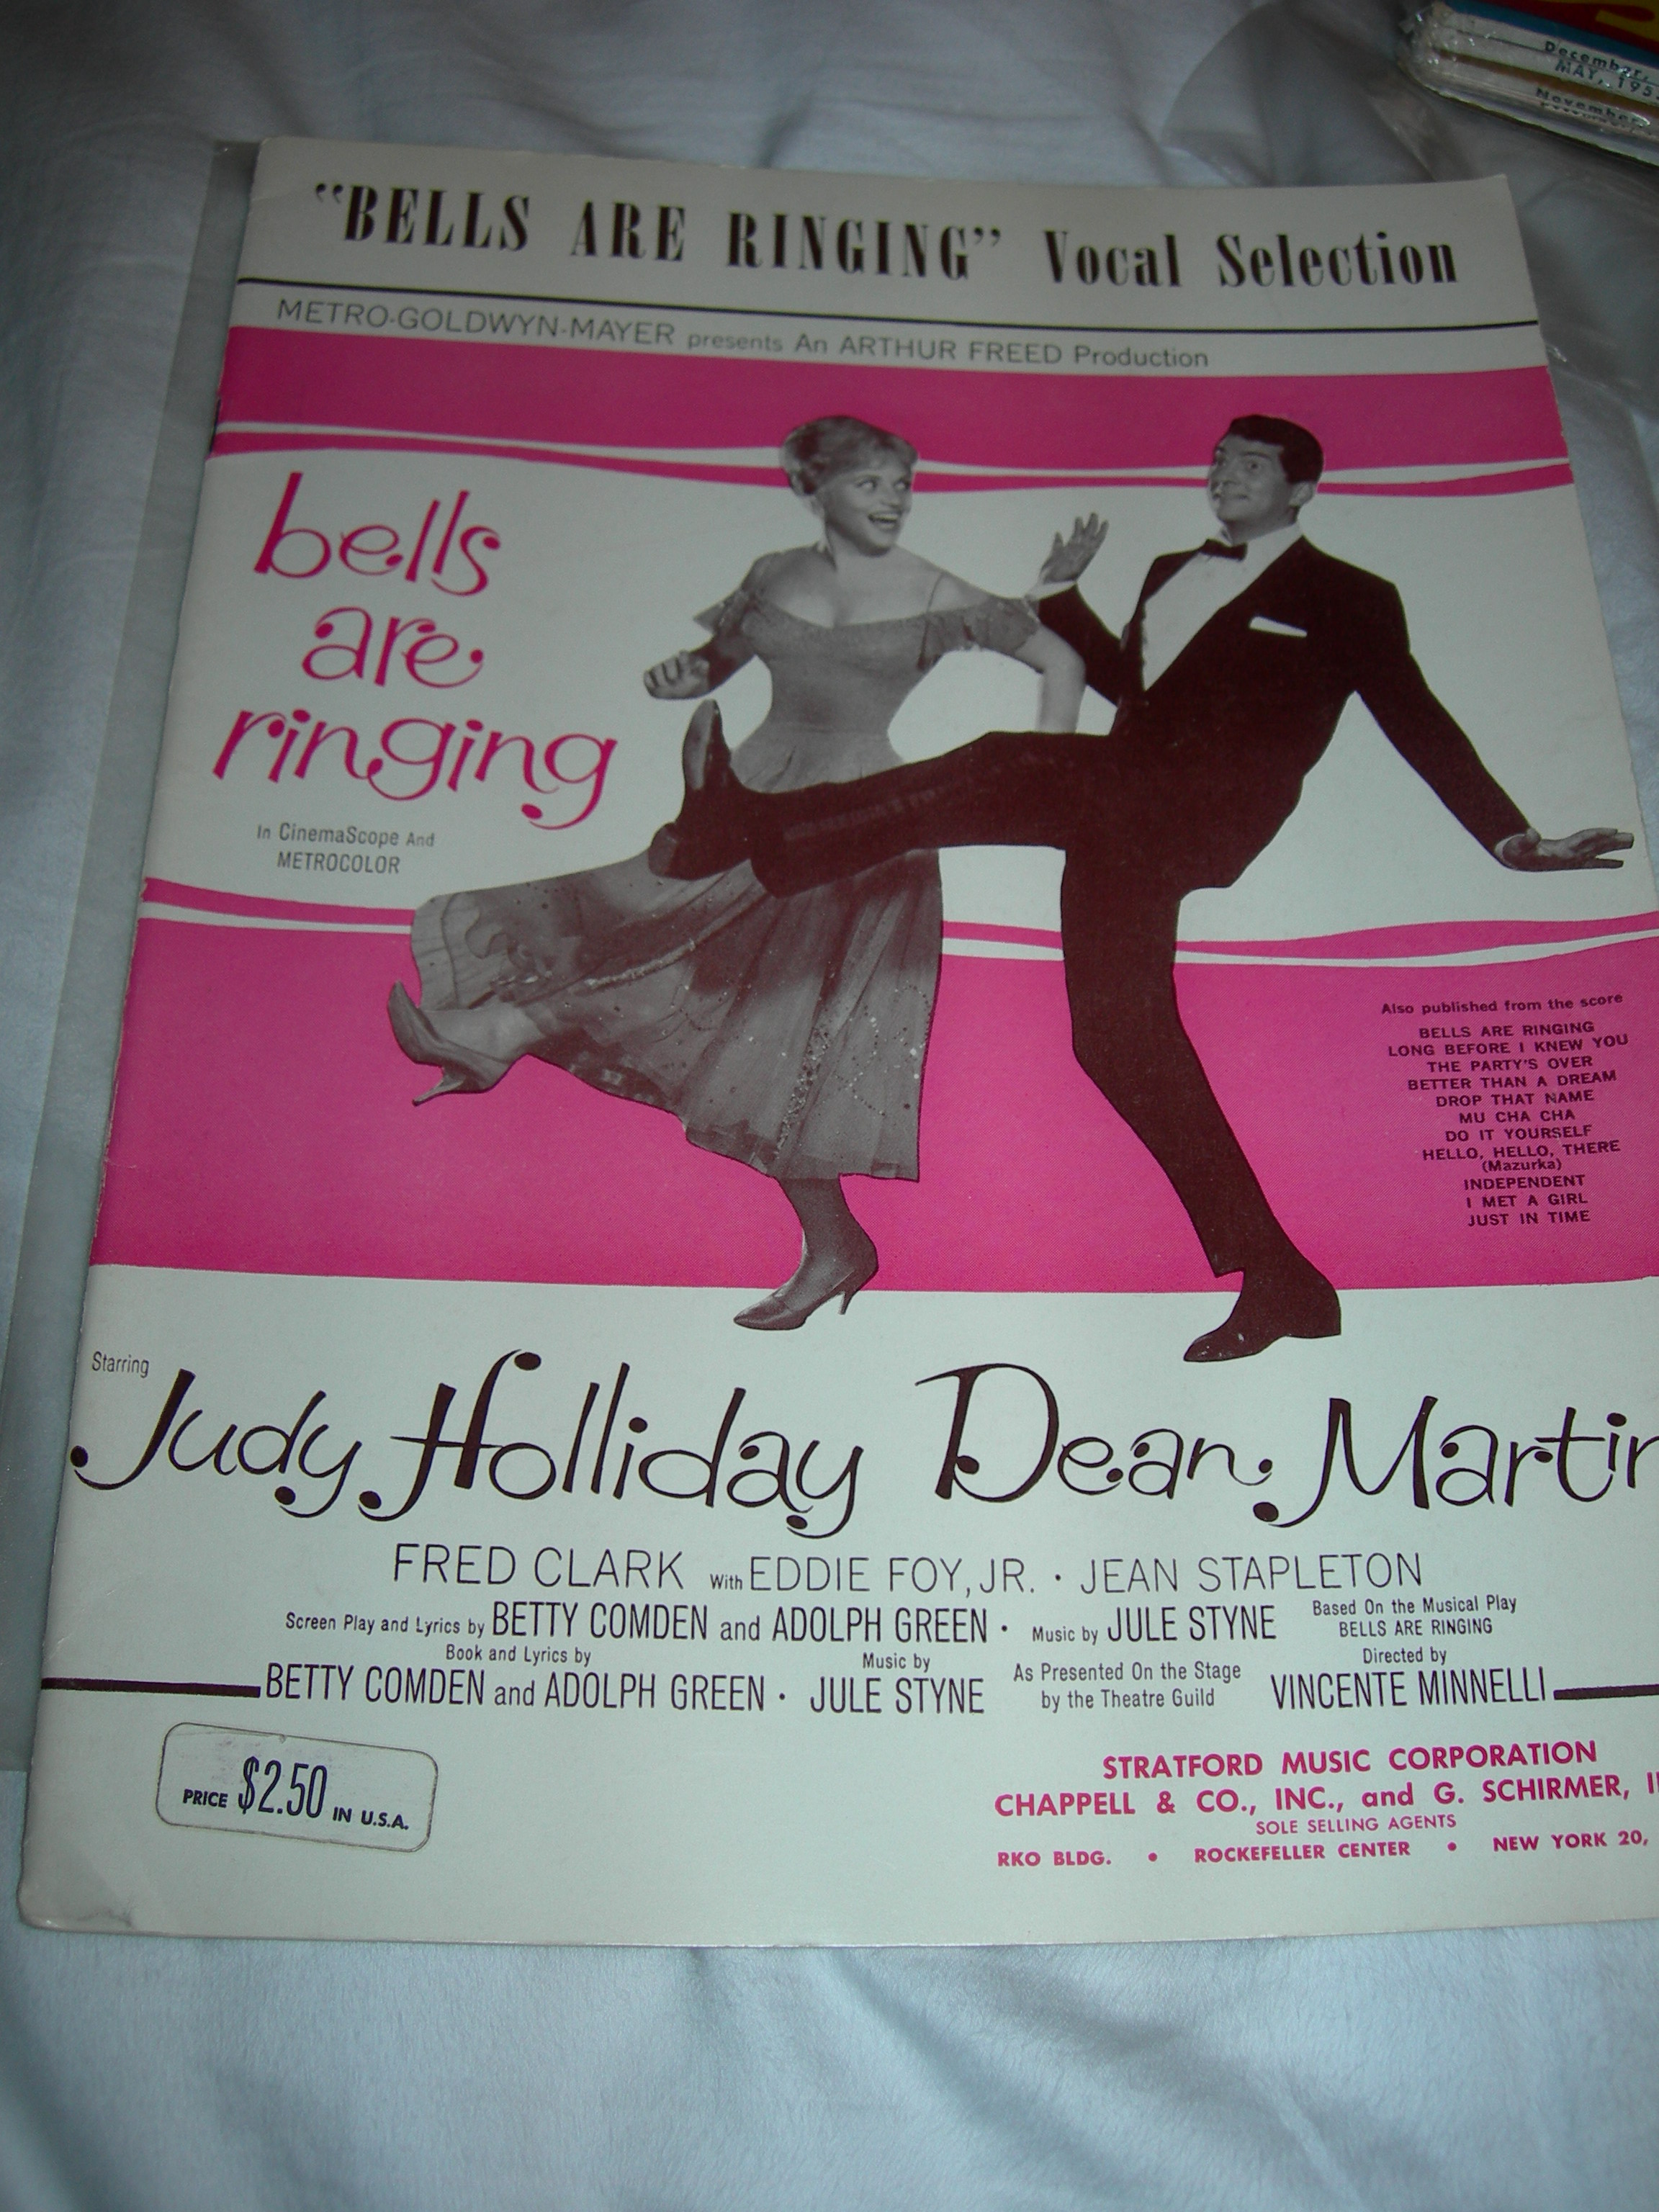 December,
MAY, 195
November
"BELLS ARE RINGING" Vocal Selection
METRO-GOLDWYN-MAYER presents An ARTHUR FREED Production
bells
are
ringing
In CinemaScope And
METROCOLOR
Also published from the score
BELLS ARE RINGING
LONG BEFORE I KNEW YOU
THE PARTY'S OVER
BETTER THAN A DREAM
DROP THAT NAME
MU CHA CHA
DO IT YOURSELF
HELLO, HELLO, THERE
(Mazurka)
INDEPENDENT
I MET A GIRL
JUST IN TIME
Starring
Judy Holliday Dean Martin
FRED CLARK With EDDIE FOY, JR. · JEAN STAPLETON
Screen Play and Lyrics by BETTY COMDEN and ADOLPH GREEN · Music by JULE STYNE Based On the Musical Play
BELLS ARE RINGING
Book and Lyrics by Music by Directed by
BETTY COMDEN and ADOLPH GREEN · JULE STYNE As Presented On the Stage
by the Theatre Guild VINCENTE MINNELLI
PRICE $2.50 IN U.S.A.
STRATFORD MUSIC CORPORATION
CHAPPELL & CO., INC., and G. SCHIRMER, I
SOLE SELLING AGENTS
RKO BLDG. • ROCKEFELLER CENTER • NEW YORK 20,